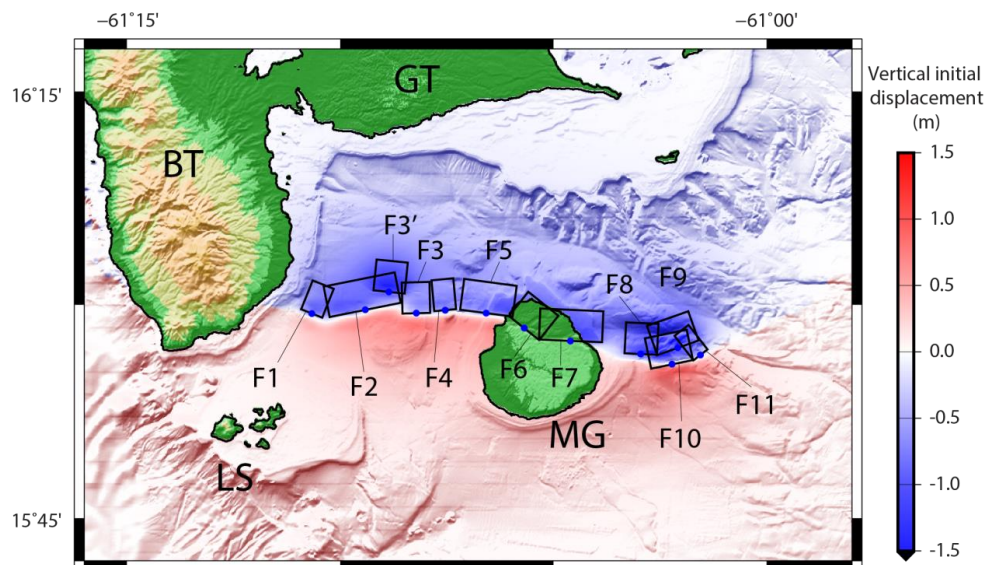 −61˚15'
−61˚00'
16˚15'
15˚45'
GT
BT
F3′
F3
F5
F8
F9
F1
F2
F4
F6
F7
F10
F11
MG
LS
Vertical initial
displacement
(m)
1.5
1.0
0.5
0.0
-0.5
-1.0
-1.5